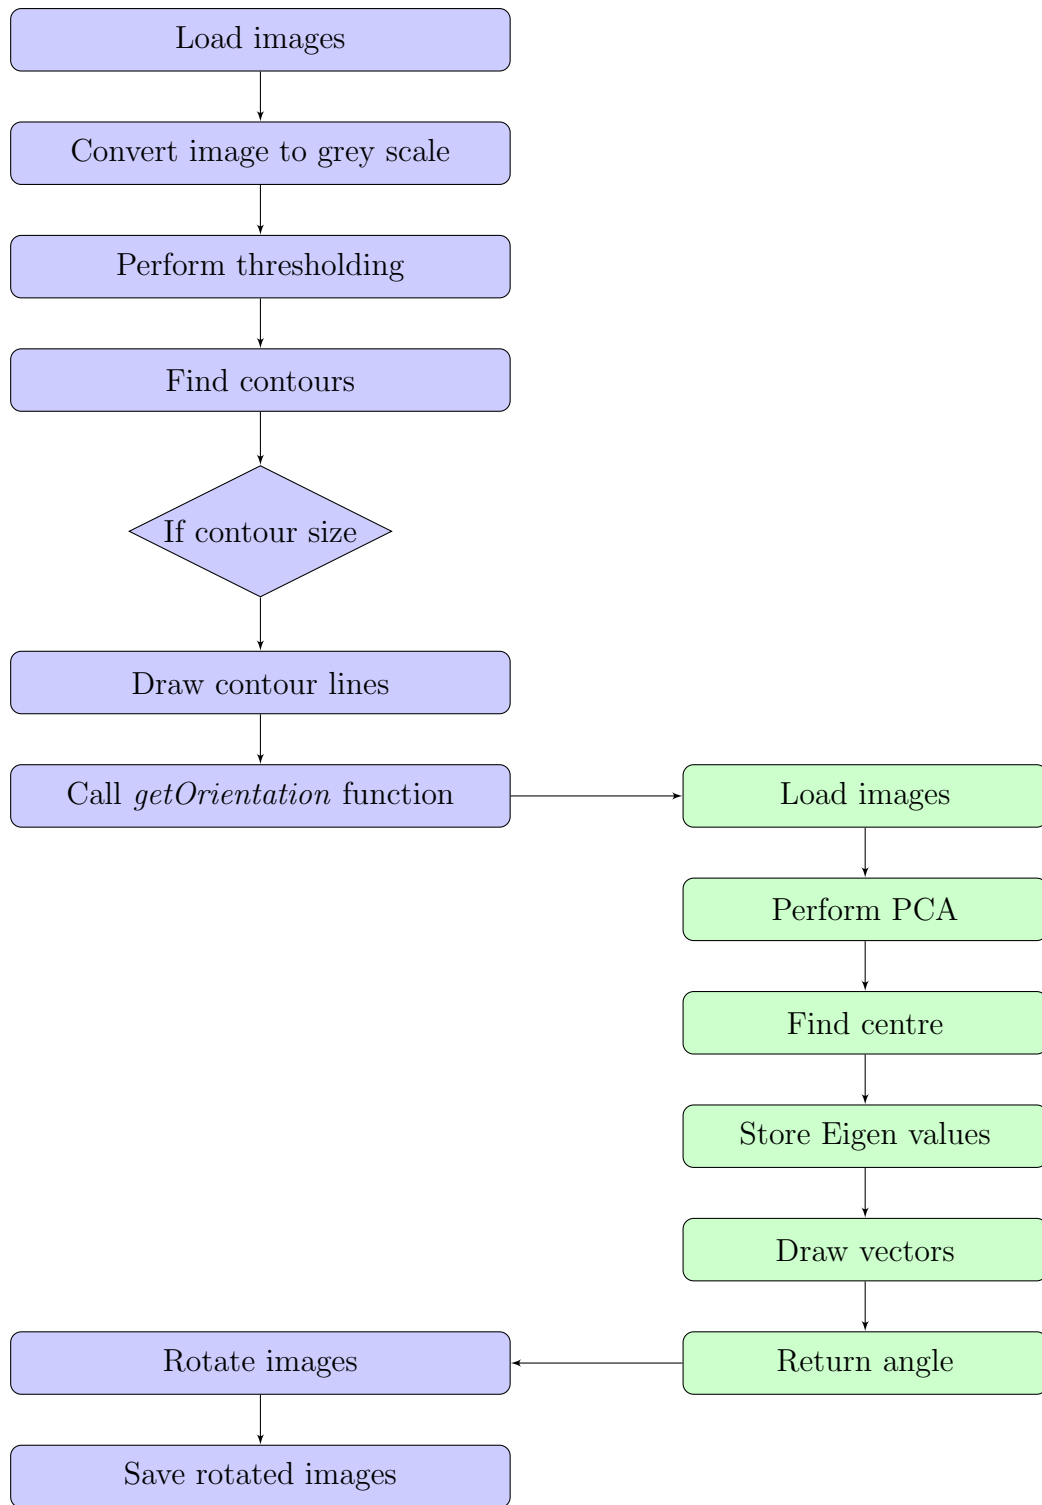 Load images
Convert image to grey scale
Perform thresholding
Find contours
If contour size
Draw contour lines
Call getOrientation function
Load images
Perform PCA
Find centre
Store Eigen values
Draw vectors
Return angle
Rotate images
Save rotated images